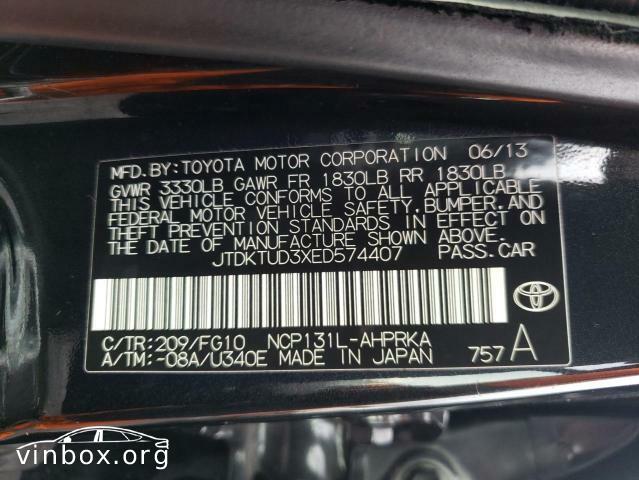 MFD. BY: TOYOTA MOTOR CORPORATION 06/13
GVWR 3330LB GAWR FR 1830LB RR 1830LB
THIS VEHICLE CONFORMS TO ALL APPLICABLE
FEDERAL MOTOR VEHICLE SAFETY, BUMPER, AND
THEFT PREVENTION STANDARDS IN EFFECT ON
THE DATE OF MANUFACTURE SHOWN ABOVE.
JTDKTUD3XED574407 PASS. CAR
C/TR: 209/FG10 NCP131L-AHPRKA
A/TM: -08A/U340E MADE IN JAPAN 757 A
vinbox.org